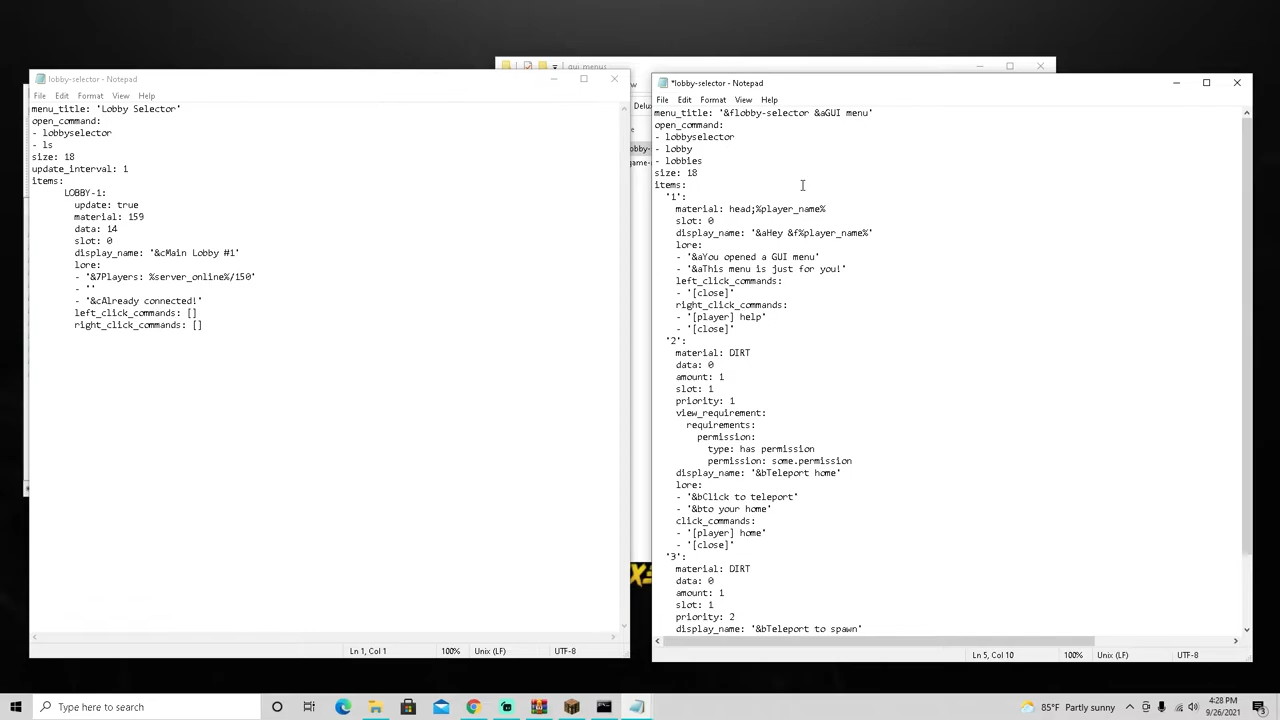 lobby-selector - Notepad
File Edit Format View Help
menu_title: 'Lobby Selector'
open_command:
- lobbyselector
- ls
size: 18
update_interval: 1
items:
LOBBY-1:
update: true
material: 159
data: 14
slot: 0
display_name: '&cMain Lobby #1'
lore:
- '&7Players: %server_online%/150'
- ''
- '&cAlready connected!'
left_click_commands: []
right_click_commands: []
Ln 1, Col 1 100% Unix (LF) UTF-8
gui_menus
*lobby-selector - Notepad
File Edit Format View Help
menu_title: '&flobby-selector &aGUI menu'
open_command:
- lobbyselector
- lobby
- lobbies
size: 18
items:
'1':
material: head;%player_name%
slot: 0
display_name: '&aHey &f%player_name%'
lore:
- '&aYou opened a GUI menu'
- '&aThis menu is just for you!'
left_click_commands:
- '[close]'
right_click_commands:
- '[player] help'
- '[close]'
'2':
material: DIRT
data: 0
amount: 1
slot: 1
priority: 1
view_requirement:
requirements:
permission:
type: has permission
permission: some.permission
display_name: '&bTeleport home'
lore:
- '&bClick to teleport'
- '&bto your home'
click_commands:
- '[player] home'
- '[close]'
'3':
material: DIRT
data: 0
amount: 1
slot: 1
priority: 2
display_name: '&bTeleport to spawn'
Ln 5, Col 10 100% Unix (LF) UTF-8
Type here to search
85°F Partly sunny
4:28 PM
9/26/2021
3